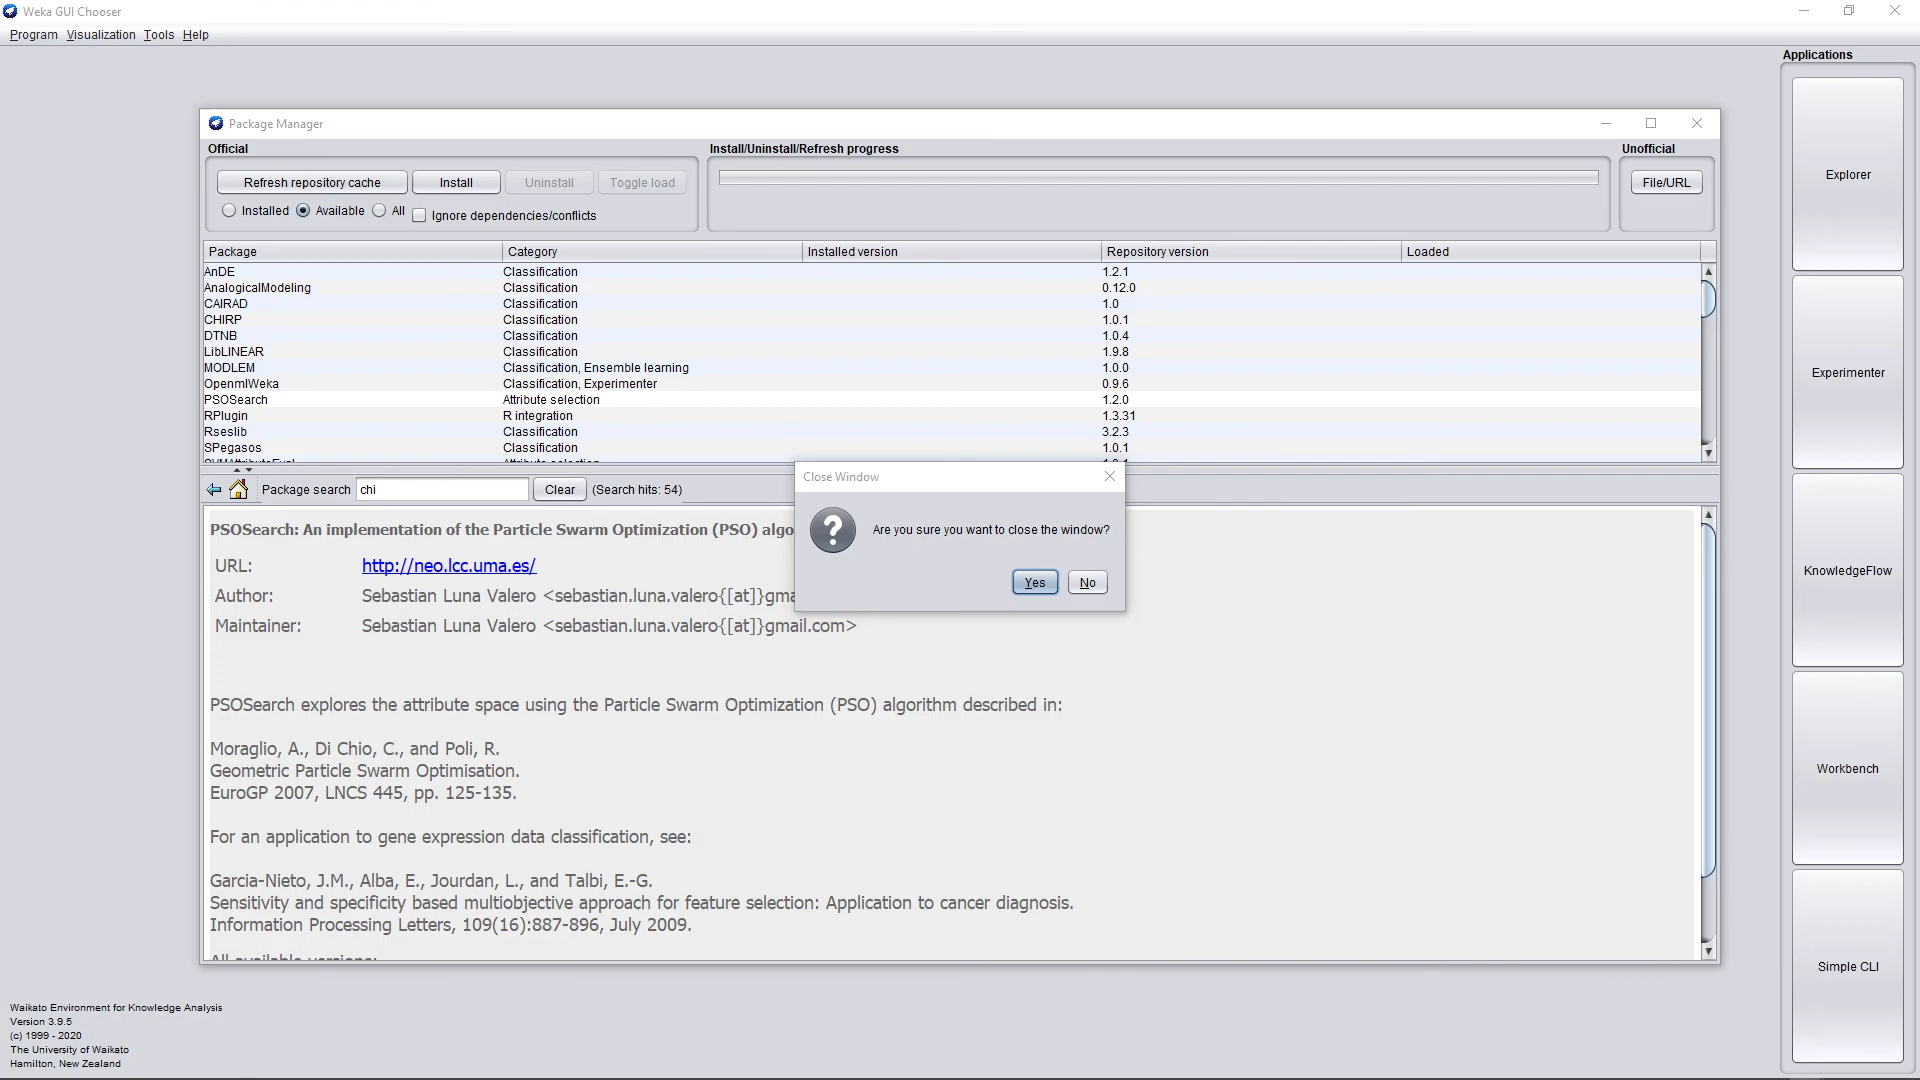 Weka GUI Chooser
Program Visualization Tools Help
Applications
Package Manager
Official
Install/Uninstall/Refresh progress
Unofficial
Refresh repository cache Install Uninstall Toggle load
File/URL
Installed Available All Ignore dependencies/conflicts
Package Category Installed version Repository version Loaded
AnDE Classification 1.2.1
AnalogicalModeling Classification 0.12.0
CAIRAD Classification 1.0
CHIRP Classification 1.0.1
DTNB Classification 1.0.4
LibLINEAR Classification 1.9.8
MODLEM Classification, Ensemble learning 1.0.0
OpenmlWeka Classification, Experimenter 0.9.6
PSOSearch Attribute selection 1.2.0
RPlugin R integration 1.3.31
Rseslib Classification 3.2.3
SPegasos Classification 1.0.1
SVMAttributeEval Attribute selection 1.0.1
Package search chi Clear (Search hits: 54)
Close Window
Are you sure you want to close the window?
Yes No
PSOSearch: An implementation of the Particle Swarm Optimization (PSO) algo
URL: http://neo.lcc.uma.es/
Author: Sebastian Luna Valero <sebastian.luna.valero{[at]}gma
Maintainer: Sebastian Luna Valero <sebastian.luna.valero{[at]}gmail.com>
PSOSearch explores the attribute space using the Particle Swarm Optimization (PSO) algorithm described in:
Moraglio, A., Di Chio, C., and Poli, R.
Geometric Particle Swarm Optimisation.
EuroGP 2007, LNCS 445, pp. 125-135.
For an application to gene expression data classification, see:
Garcia-Nieto, J.M., Alba, E., Jourdan, L., and Talbi, E.-G.
Sensitivity and specificity based multiobjective approach for feature selection: Application to cancer diagnosis.
Information Processing Letters, 109(16):887-896, July 2009.
All available versions:
Explorer
Experimenter
KnowledgeFlow
Workbench
Simple CLI
Waikato Environment for Knowledge Analysis
Version 3.9.5
(c) 1999 - 2020
The University of Waikato
Hamilton, New Zealand